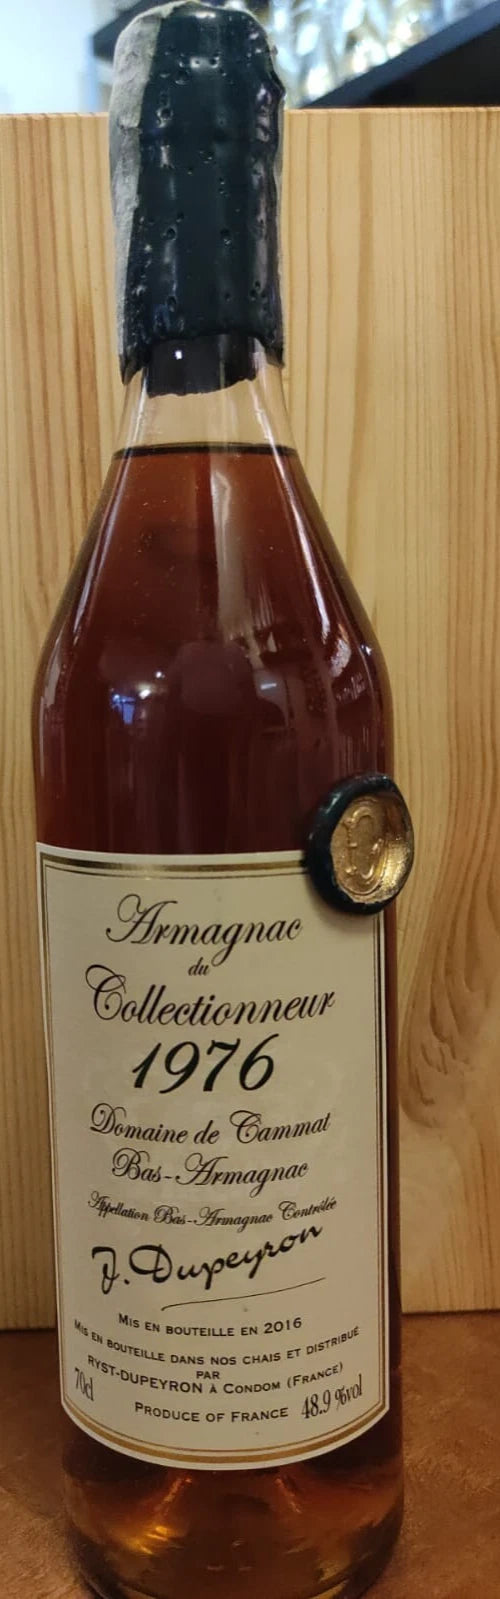 Armagnac
du
Collectionneur
1976
Domaine de Cammat
Bas-Armagnac
Appellation Bas-Armagnac Contrôlée
J. Dupeyron
MIS EN BOUTEILLE EN 2016
MIS EN BOUTEILLE DANS NOS CHAIS ET DISTRIBUÉ
PAR
RYST-DUPEYRON À CONDOM (FRANCE)
70cl
PRODUCE OF FRANCE 48.9 %vol